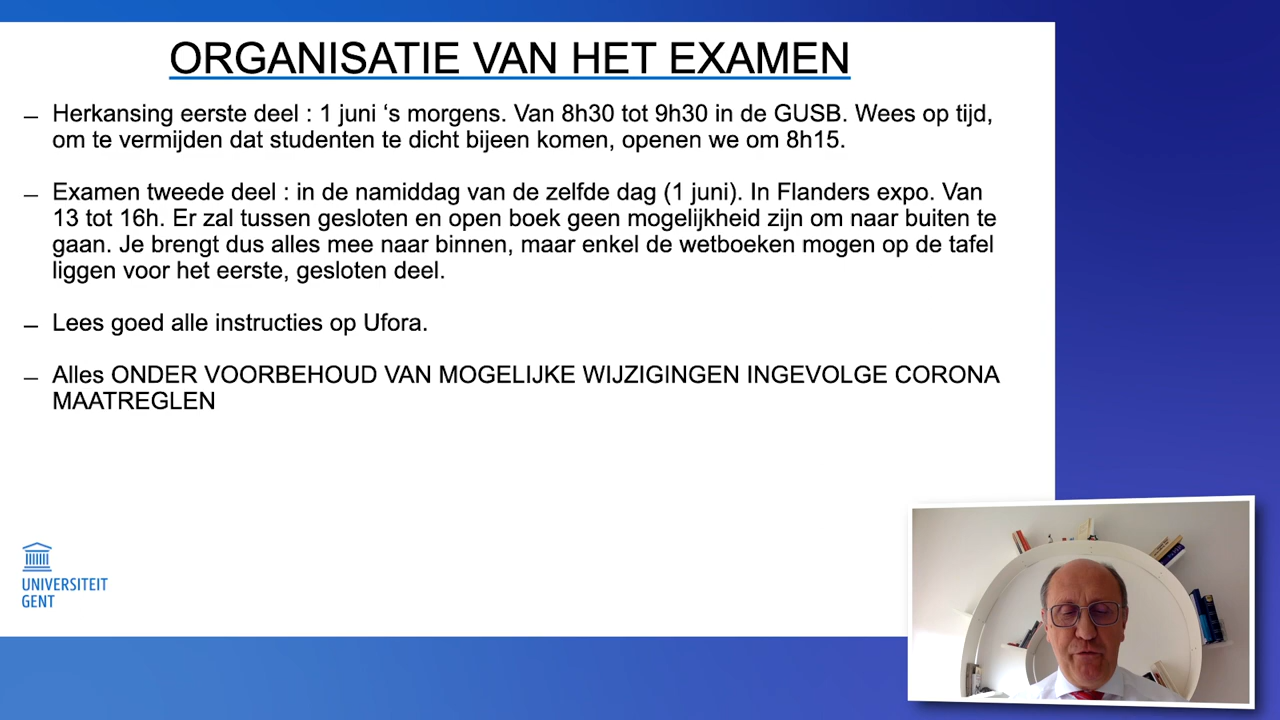 ORGANISATIE VAN HET EXAMEN
– Herkansing eerste deel : 1 juni ‘s morgens. Van 8h30 tot 9h30 in de GUSB. Wees op tijd,
om te vermijden dat studenten te dicht bijeen komen, openen we om 8h15.
– Examen tweede deel : in de namiddag van de zelfde dag (1 juni). In Flanders expo. Van
13 tot 16h. Er zal tussen gesloten en open boek geen mogelijkheid zijn om naar buiten te
gaan. Je brengt dus alles mee naar binnen, maar enkel de wetboeken mogen op de tafel
liggen voor het eerste, gesloten deel.
– Lees goed alle instructies op Ufora.
– Alles ONDER VOORBEHOUD VAN MOGELIJKE WIJZIGINGEN INGEVOLGE CORONA
MAATREGLEN
UNIVERSITEIT
GENT